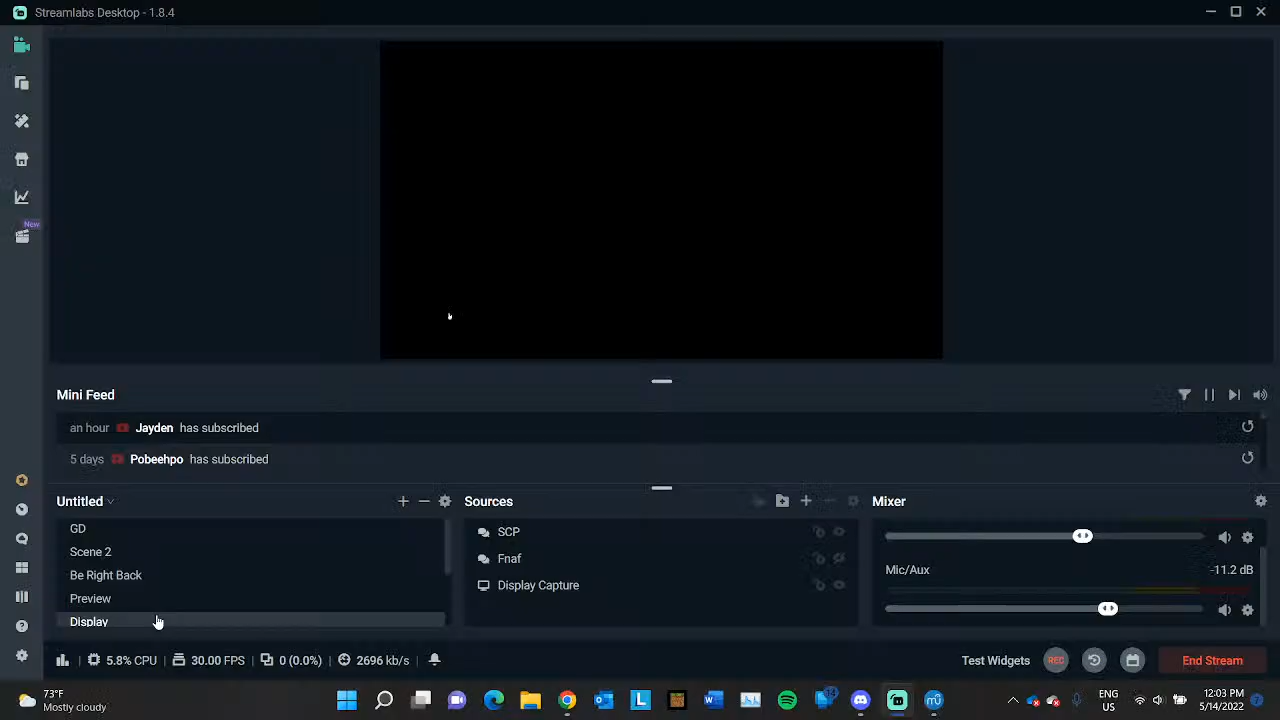 Streamlabs Desktop - 1.8.4
New
Mini Feed
an hour Jayden has subscribed
5 days Pobeehpo has subscribed
Untitled
GD
Scene 2
Be Right Back
Preview
Display
Sources
SCP
Fnaf
Display Capture
Mixer
Mic/Aux -11.2 dB
5.8% CPU 30.00 FPS 0 (0.0%) 2696 kb/s
Test Widgets REC End Stream
73°F
Mostly cloudy
14
ENG
US
12:03 PM
5/14/2022